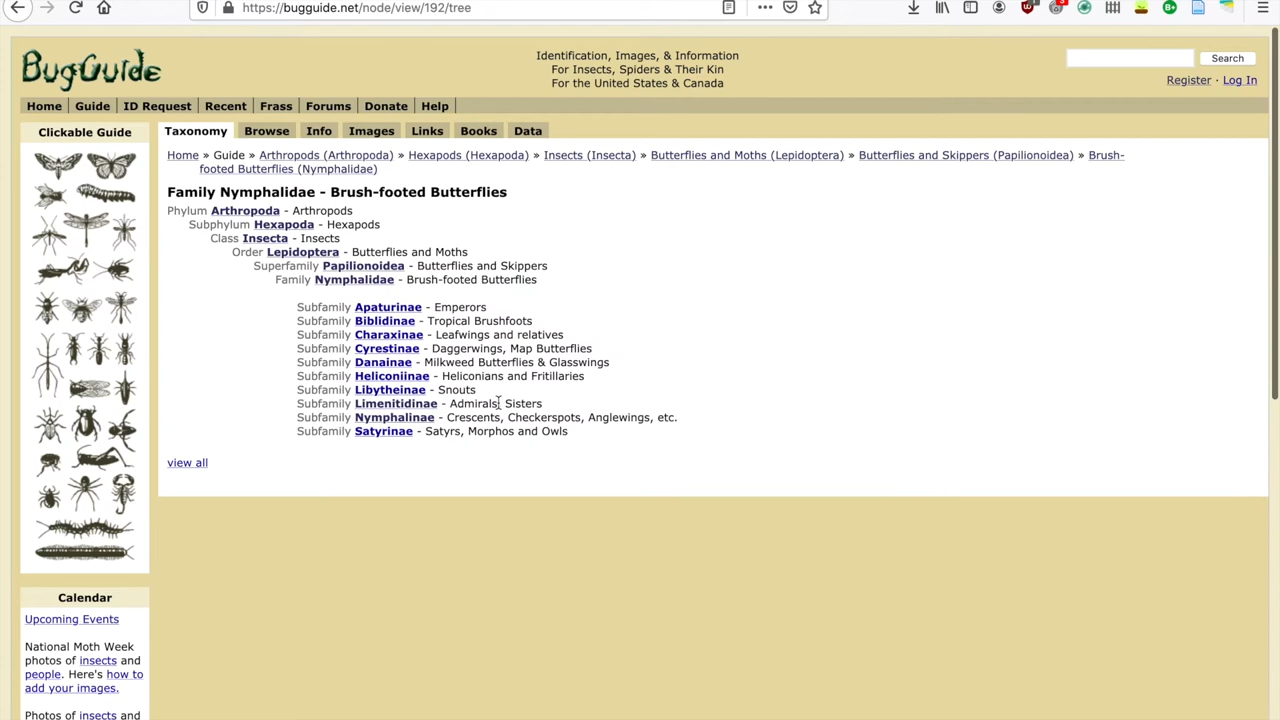 https://bugguide.net/node/view/192/tree
BugGuide
Identification, Images, & Information
For Insects, Spiders & Their Kin
For the United States & Canada
Search
Register · Log In
Home Guide ID Request Recent Frass Forums Donate Help
Clickable Guide
Taxonomy Browse Info Images Links Books Data
Home » Guide » Arthropods (Arthropoda) » Hexapods (Hexapoda) » Insects (Insecta) » Butterflies and Moths (Lepidoptera) » Butterflies and Skippers (Papilionoidea) » Brush-
footed Butterflies (Nymphalidae)
Family Nymphalidae - Brush-footed Butterflies
Phylum Arthropoda - Arthropods
Subphylum Hexapoda - Hexapods
Class Insecta - Insects
Order Lepidoptera - Butterflies and Moths
Superfamily Papilionoidea - Butterflies and Skippers
Family Nymphalidae - Brush-footed Butterflies
Subfamily Apaturinae - Emperors
Subfamily Biblidinae - Tropical Brushfoots
Subfamily Charaxinae - Leafwings and relatives
Subfamily Cyrestinae - Daggerwings, Map Butterflies
Subfamily Danainae - Milkweed Butterflies & Glasswings
Subfamily Heliconiinae - Heliconians and Fritillaries
Subfamily Libytheinae - Snouts
Subfamily Limenitidinae - Admirals, Sisters
Subfamily Nymphalinae - Crescents, Checkerspots, Anglewings, etc.
Subfamily Satyrinae - Satyrs, Morphos and Owls
view all
Calendar
Upcoming Events
National Moth Week
photos of insects and
people. Here's how to
add your images.
Photos of insects and